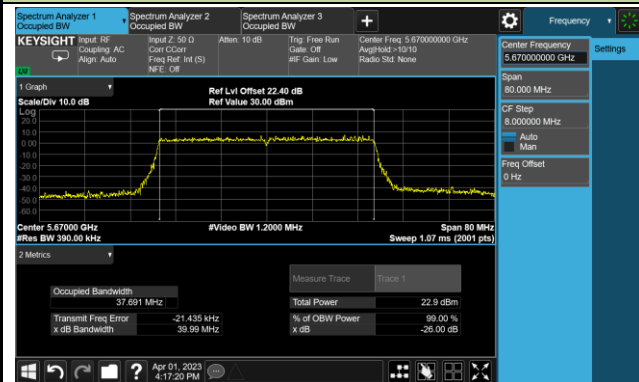 Spectrum Analyzer 1
Occupied BW
Spectrum Analyzer 2
Occupied BW
Spectrum Analyzer 3
Occupied BW
+
Frequency
KEYSIGHT
Input: RF
Coupling: AC
Align: Auto
Input Z: 50 Ω
Corr CCorr
Freq Ref: Int (S)
NFE: Off
Atten: 10 dB
Trig: Free Run
Gate: Off
#IF Gain: Low
Center Freq: 5.670000000 GHz
Avg|Hold:>10/10
Radio Std: None
LXI
Center Frequency
5.670000000 GHz
Settings
Span
80.000 MHz
CF Step
8.000000 MHz
Auto
Man
Freq Offset
0 Hz
1 Graph
Scale/Div 10.0 dB
Ref Lvl Offset 22.40 dB
Ref Value 30.00 dBm
Log
20.0
10.0
0.00
-10.0
-20.0
-30.0
-40.0
-50.0
-60.0
Center 5.67000 GHz
#Res BW 390.00 kHz
#Video BW 1.2000 MHz
Span 80 MHz
Sweep 1.07 ms (2001 pts)
2 Metrics
Measure Trace
Trace 1
Occupied Bandwidth
37.691 MHz
Total Power
22.9 dBm
Transmit Freq Error
-21.435 kHz
% of OBW Power
99.00 %
x dB Bandwidth
39.99 MHz
x dB
-26.00 dB
?
Apr 01, 2023
4:17:20 PM